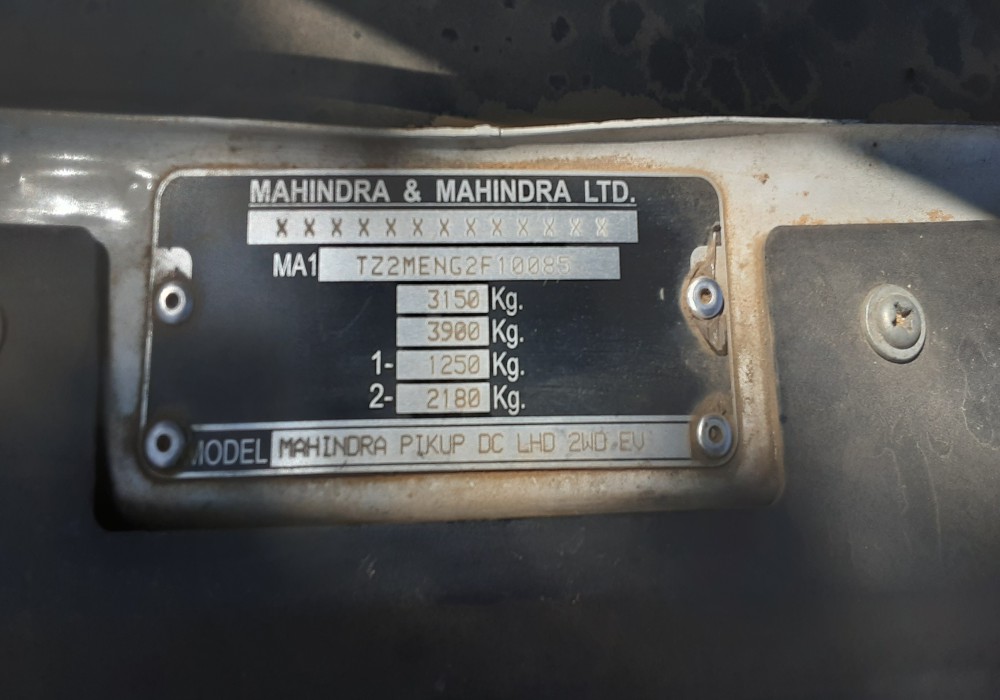 MAHINDRA & MAHINDRA LTD.
X X X X X X X X X X X X X
MA1 TZ2MENG2F10085
3150 Kg.
3900 Kg.
1- 1250 Kg.
2- 2180 Kg.
MODEL MAHINDRA PIKUP DC LHD 2WD EV